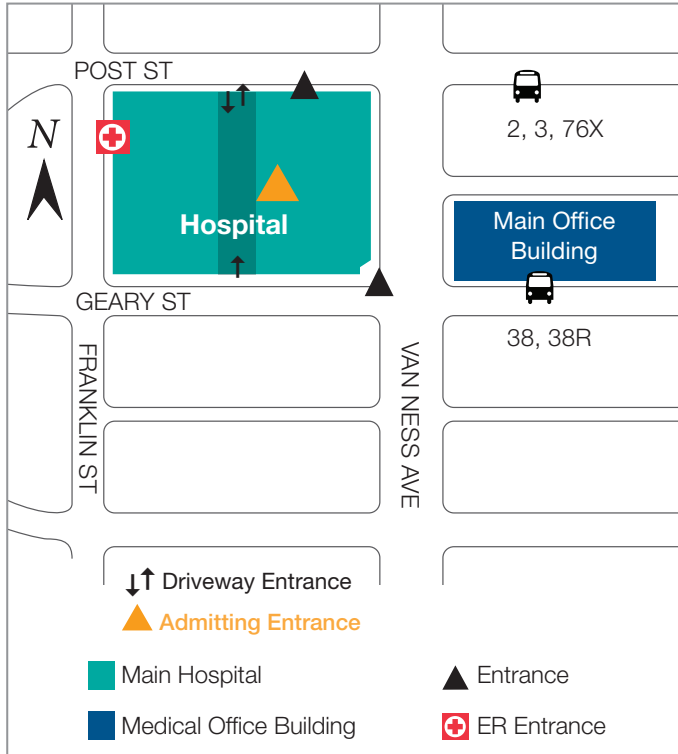 POST ST
N
2, 3, 76X
Hospital
Main Office
Building
GEARY ST
38, 38R
FRANKLIN ST
VAN NESS AVE
Driveway Entrance
Admitting Entrance
Main Hospital
Entrance
Medical Office Building
ER Entrance